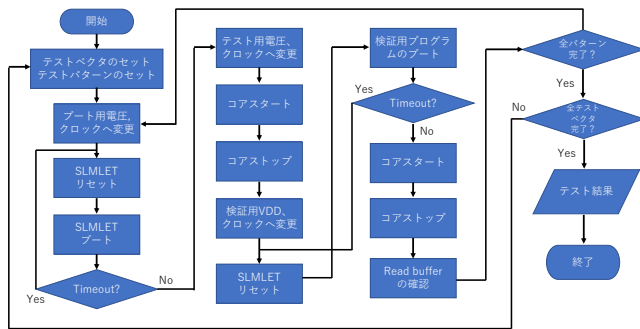 開始
テストベクタのセット
テストパターンのセット
ブート用電圧,
クロックへ変更
SLMLET
リセット
SLMLET
ブート
Timeout?
Yes
No
テスト用電圧、
クロックへ変更
コアスタート
コアストップ
検証用VDD、
クロックへ変更
SLMLET
リセット
検証用プログラム
のブート
Yes
Timeout?
No
コアスタート
コアストップ
Read buffer
の確認
全パターン
完了？
Yes
No
全テスト
ベクタ
完了？
Yes
テスト結果
終了